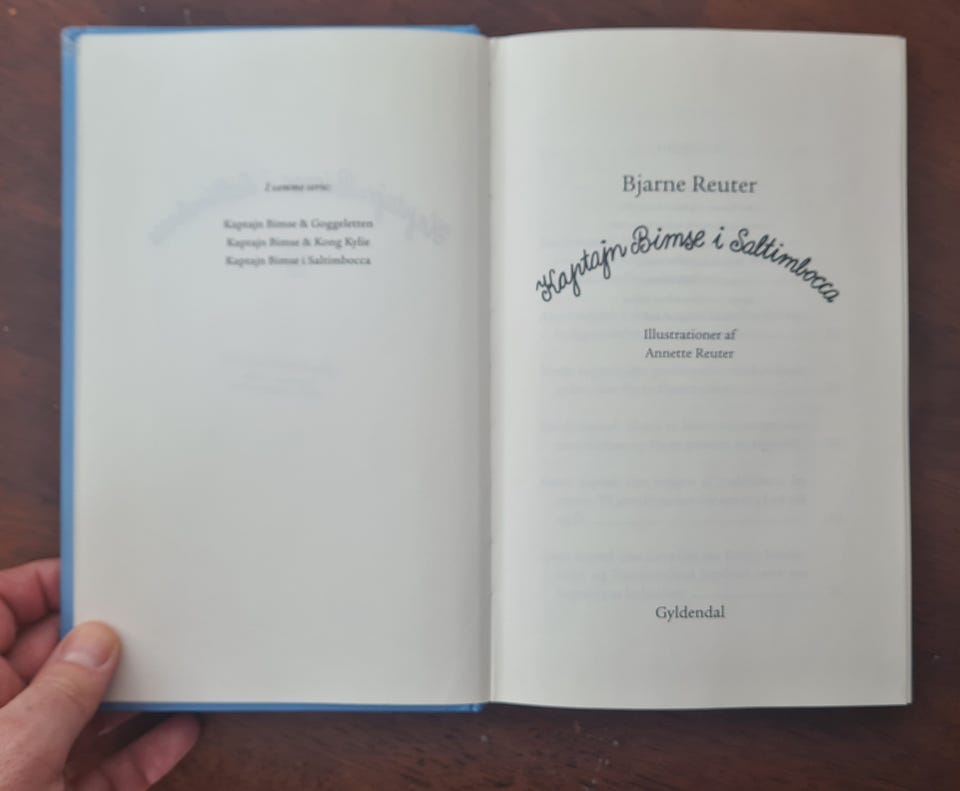 I samme serie:
Kaptajn Bimse & Goggeletten
Kaptajn Bimse & Kong Kylie
Kaptajn Bimse i Saltimbocca
Bjarne Reuter
Kaptajn Bimse i Saltimbocca
Illustrationer af
Annette Reuter
Gyldendal